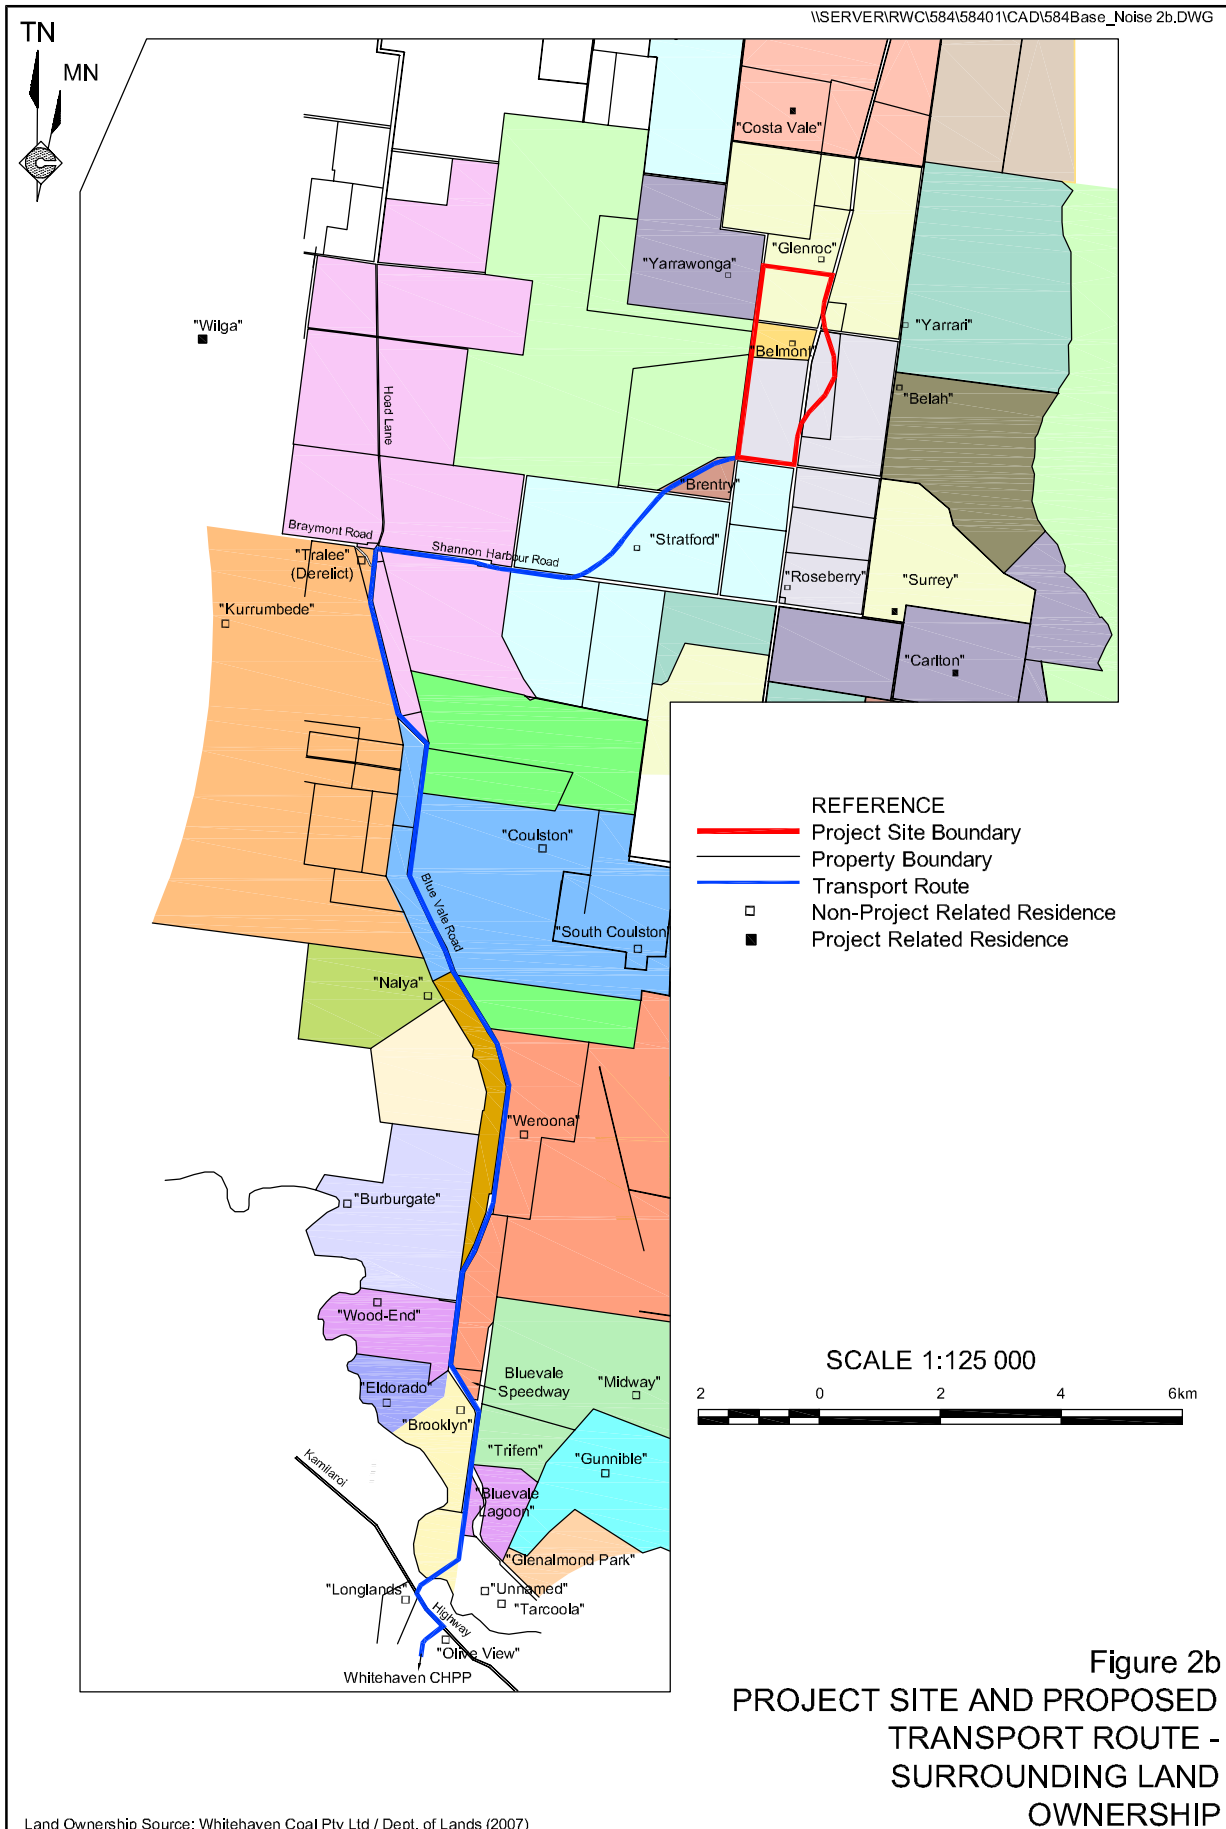 \\SERVER\RWC\584\58401\CAD\584Base_Noise 2b.DWG
TN
MN
"Costa Vale"
"Glenroc"
"Yarrawonga"
"Wilga"
"Yarrari"
"Belmont"
"Belah"
Hoad Lane
"Brentry"
Braymont Road
"Stratford"
Shannon Harbour Road
"Tralee"
(Derelict)
"Roseberry"
"Surrey"
"Kurrumbede"
"Carlton"
REFERENCE
Project Site Boundary
Property Boundary
Transport Route
Non-Project Related Residence
Project Related Residence
"Coulston"
Blue Vale Road
"South Coulston"
"Nalya"
"Weroona"
"Burburgate"
"Wood-End"
SCALE 1:125 000
2 0 2 4 6km
Bluevale
Speedway
"Midway"
"Eldorado"
"Brooklyn"
"Trifern"
"Gunnible"
Kamilaroi
"Bluevale
Lagoon"
"Glenalmond Park"
"Longlands"
"Unnamed"
"Tarcoola"
Highway
"Olive View"
Whitehaven CHPP
Figure 2b
PROJECT SITE AND PROPOSED
TRANSPORT ROUTE -
SURROUNDING LAND
OWNERSHIP
Land Ownership Source: Whitehaven Coal Pty Ltd / Dept. of Lands (2007)